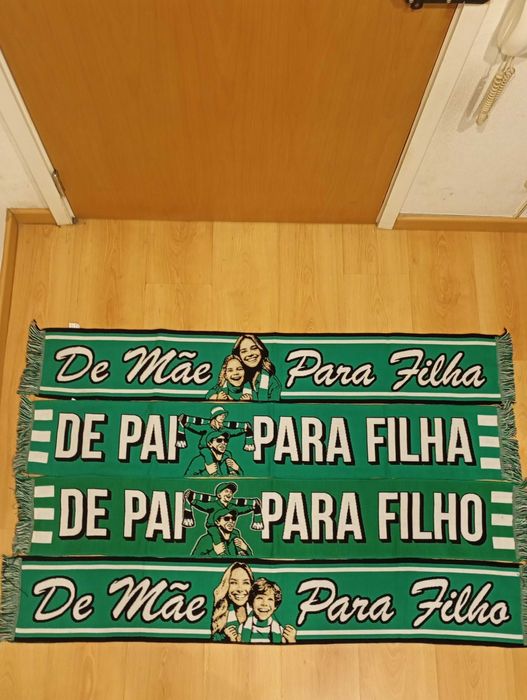 De Mãe Para Filha
DE PAI PARA FILHA
DE PAI PARA FILHO
De Mãe Para Filho